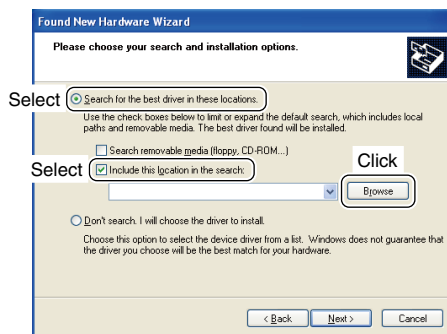 Found New Hardware Wizard
Please choose your search and installation options.
Select
Search for the best driver in these locations.
Use the check boxes below to limit or expand the default search, which includes local
paths and removable media. The best driver found will be installed.
Search removable media (floppy, CD-ROM...)
Select
Include this location in the search:
Click
Browse
Don't search. I will choose the driver to install.
Choose this option to select the device driver from a list. Windows does not guarantee that
the driver you choose will be the best match for your hardware.
< Back
Next >
Cancel